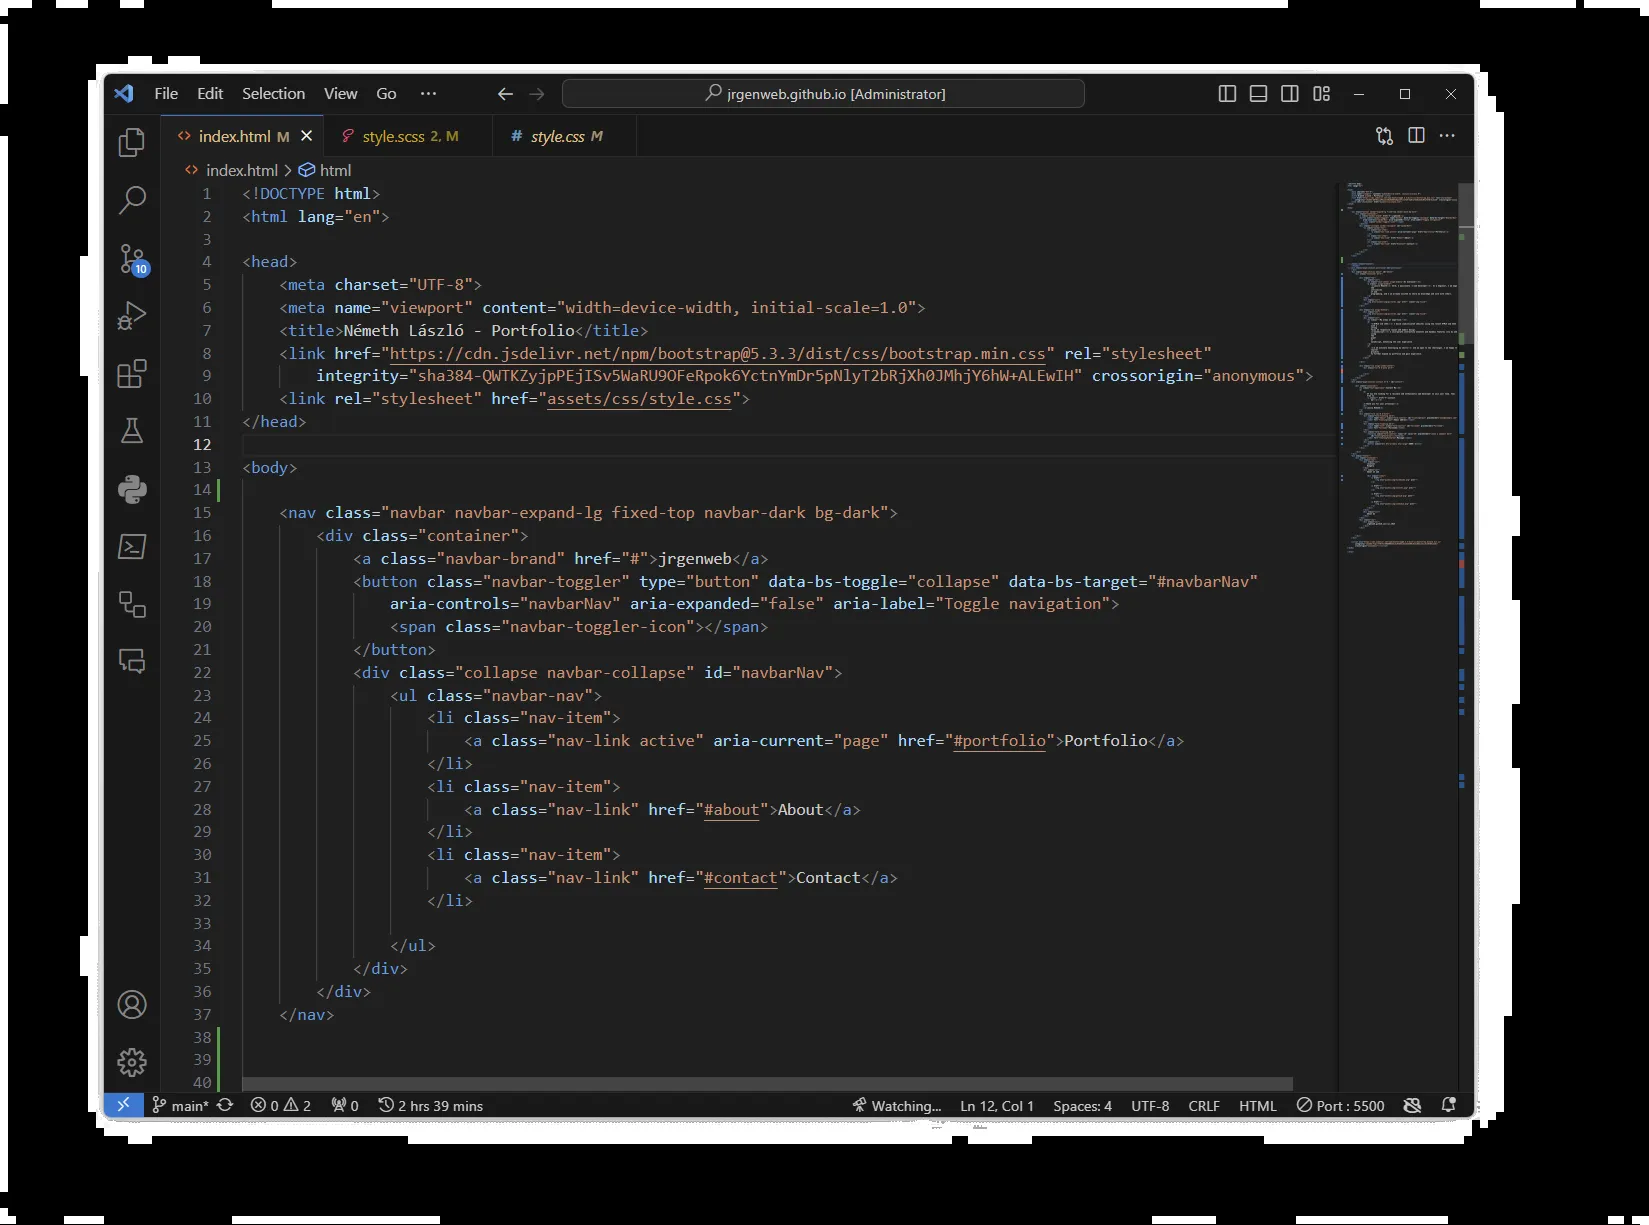 File Edit Selection View Go ··· jrgenweb.github.io [Administrator]
index.html M style.scss 2, M # style.css M
index.html > html
1 <!DOCTYPE html>
2 <html lang="en">
3
4 <head>
5 <meta charset="UTF-8">
6 <meta name="viewport" content="width=device-width, initial-scale=1.0">
7 <title>Németh László - Portfolio</title>
8 <link href="https://cdn.jsdelivr.net/npm/bootstrap@5.3.3/dist/css/bootstrap.min.css" rel="stylesheet"
9 integrity="sha384-QWTKZyjpPEjISv5WaRU9OFeRpok6YctnYmDr5pNlyT2bRjXh0JMhjY6hW+ALEwIH" crossorigin="anonymous">
10 <link rel="stylesheet" href="assets/css/style.css">
11 </head>
12
13 <body>
14
15 <nav class="navbar navbar-expand-lg fixed-top navbar-dark bg-dark">
16 <div class="container">
17 <a class="navbar-brand" href="#">jrgenweb</a>
18 <button class="navbar-toggler" type="button" data-bs-toggle="collapse" data-bs-target="#navbarNav"
19 aria-controls="navbarNav" aria-expanded="false" aria-label="Toggle navigation">
20 <span class="navbar-toggler-icon"></span>
21 </button>
22 <div class="collapse navbar-collapse" id="navbarNav">
23 <ul class="navbar-nav">
24 <li class="nav-item">
25 <a class="nav-link active" aria-current="page" href="#portfolio">Portfolio</a>
26 </li>
27 <li class="nav-item">
28 <a class="nav-link" href="#about">About</a>
29 </li>
30 <li class="nav-item">
31 <a class="nav-link" href="#contact">Contact</a>
32 </li>
33
34 </ul>
35 </div>
36 </div>
37 </nav>
38
39
40
10
main* 0 2 0 2 hrs 39 mins Watching... Ln 12, Col 1 Spaces: 4 UTF-8 CRLF HTML Port : 5500